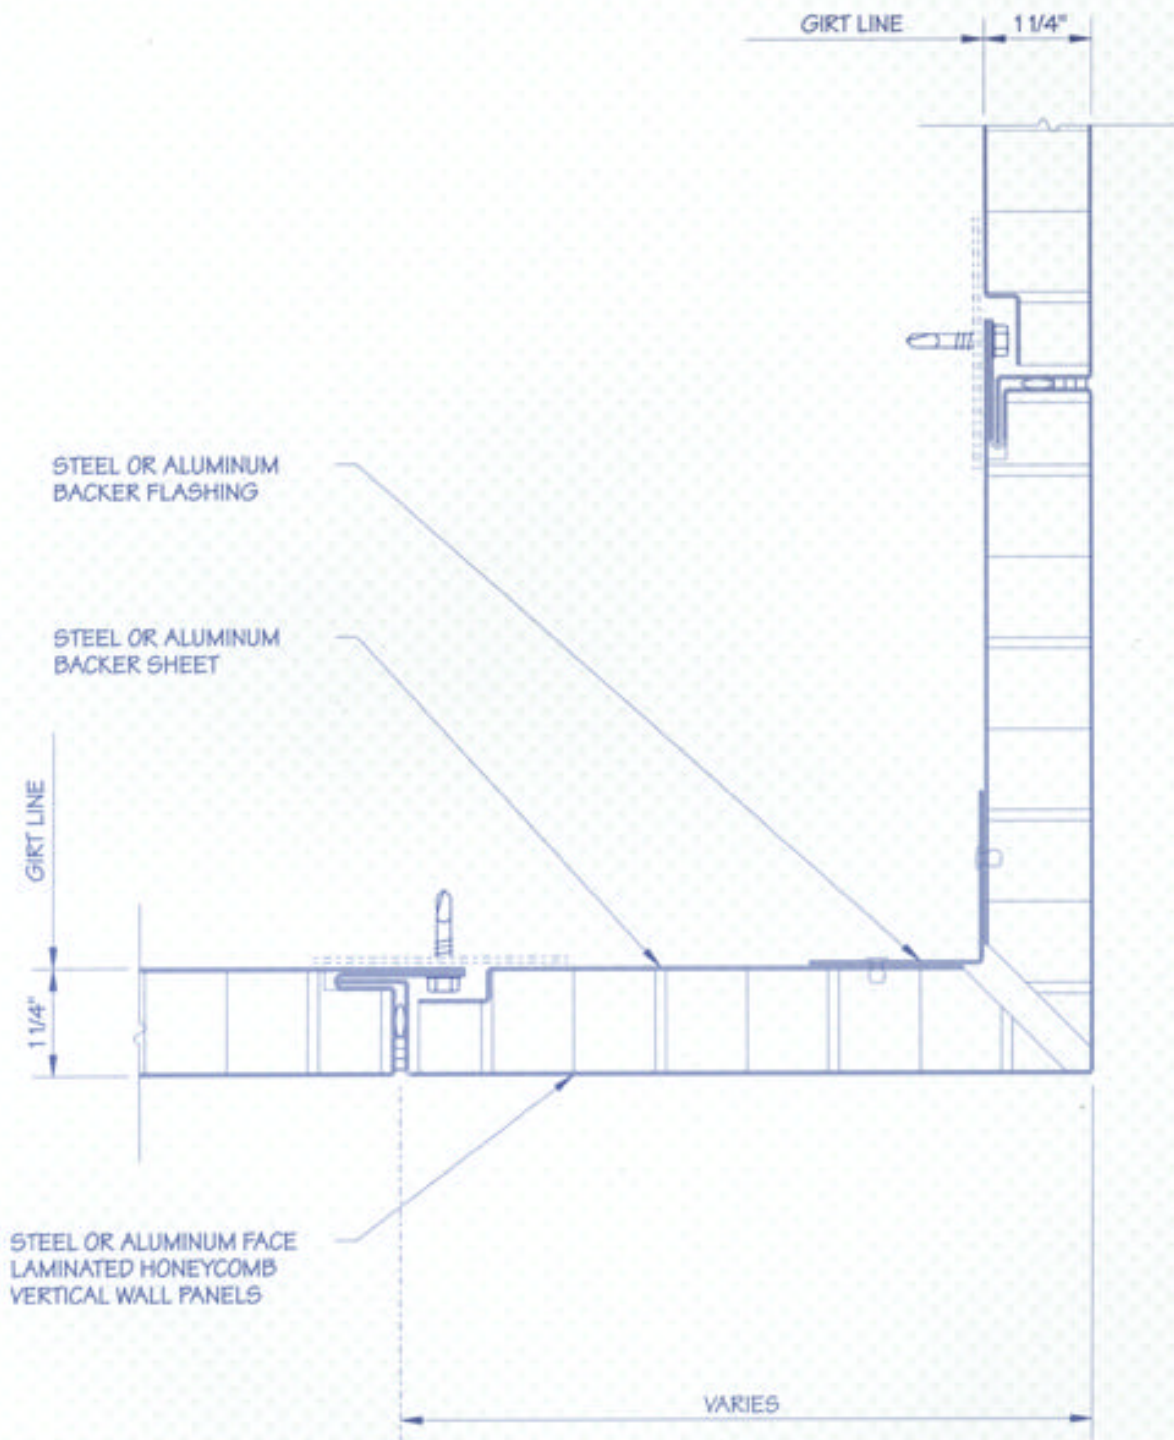 GIRT LINE
1 1/4"
STEEL OR ALUMINUM
BACKER FLASHING
STEEL OR ALUMINUM
BACKER SHEET
GIRT LINE
1 1/4"
STEEL OR ALUMINUM FACE
LAMINATED HONEYCOMB
VERTICAL WALL PANELS
VARIES